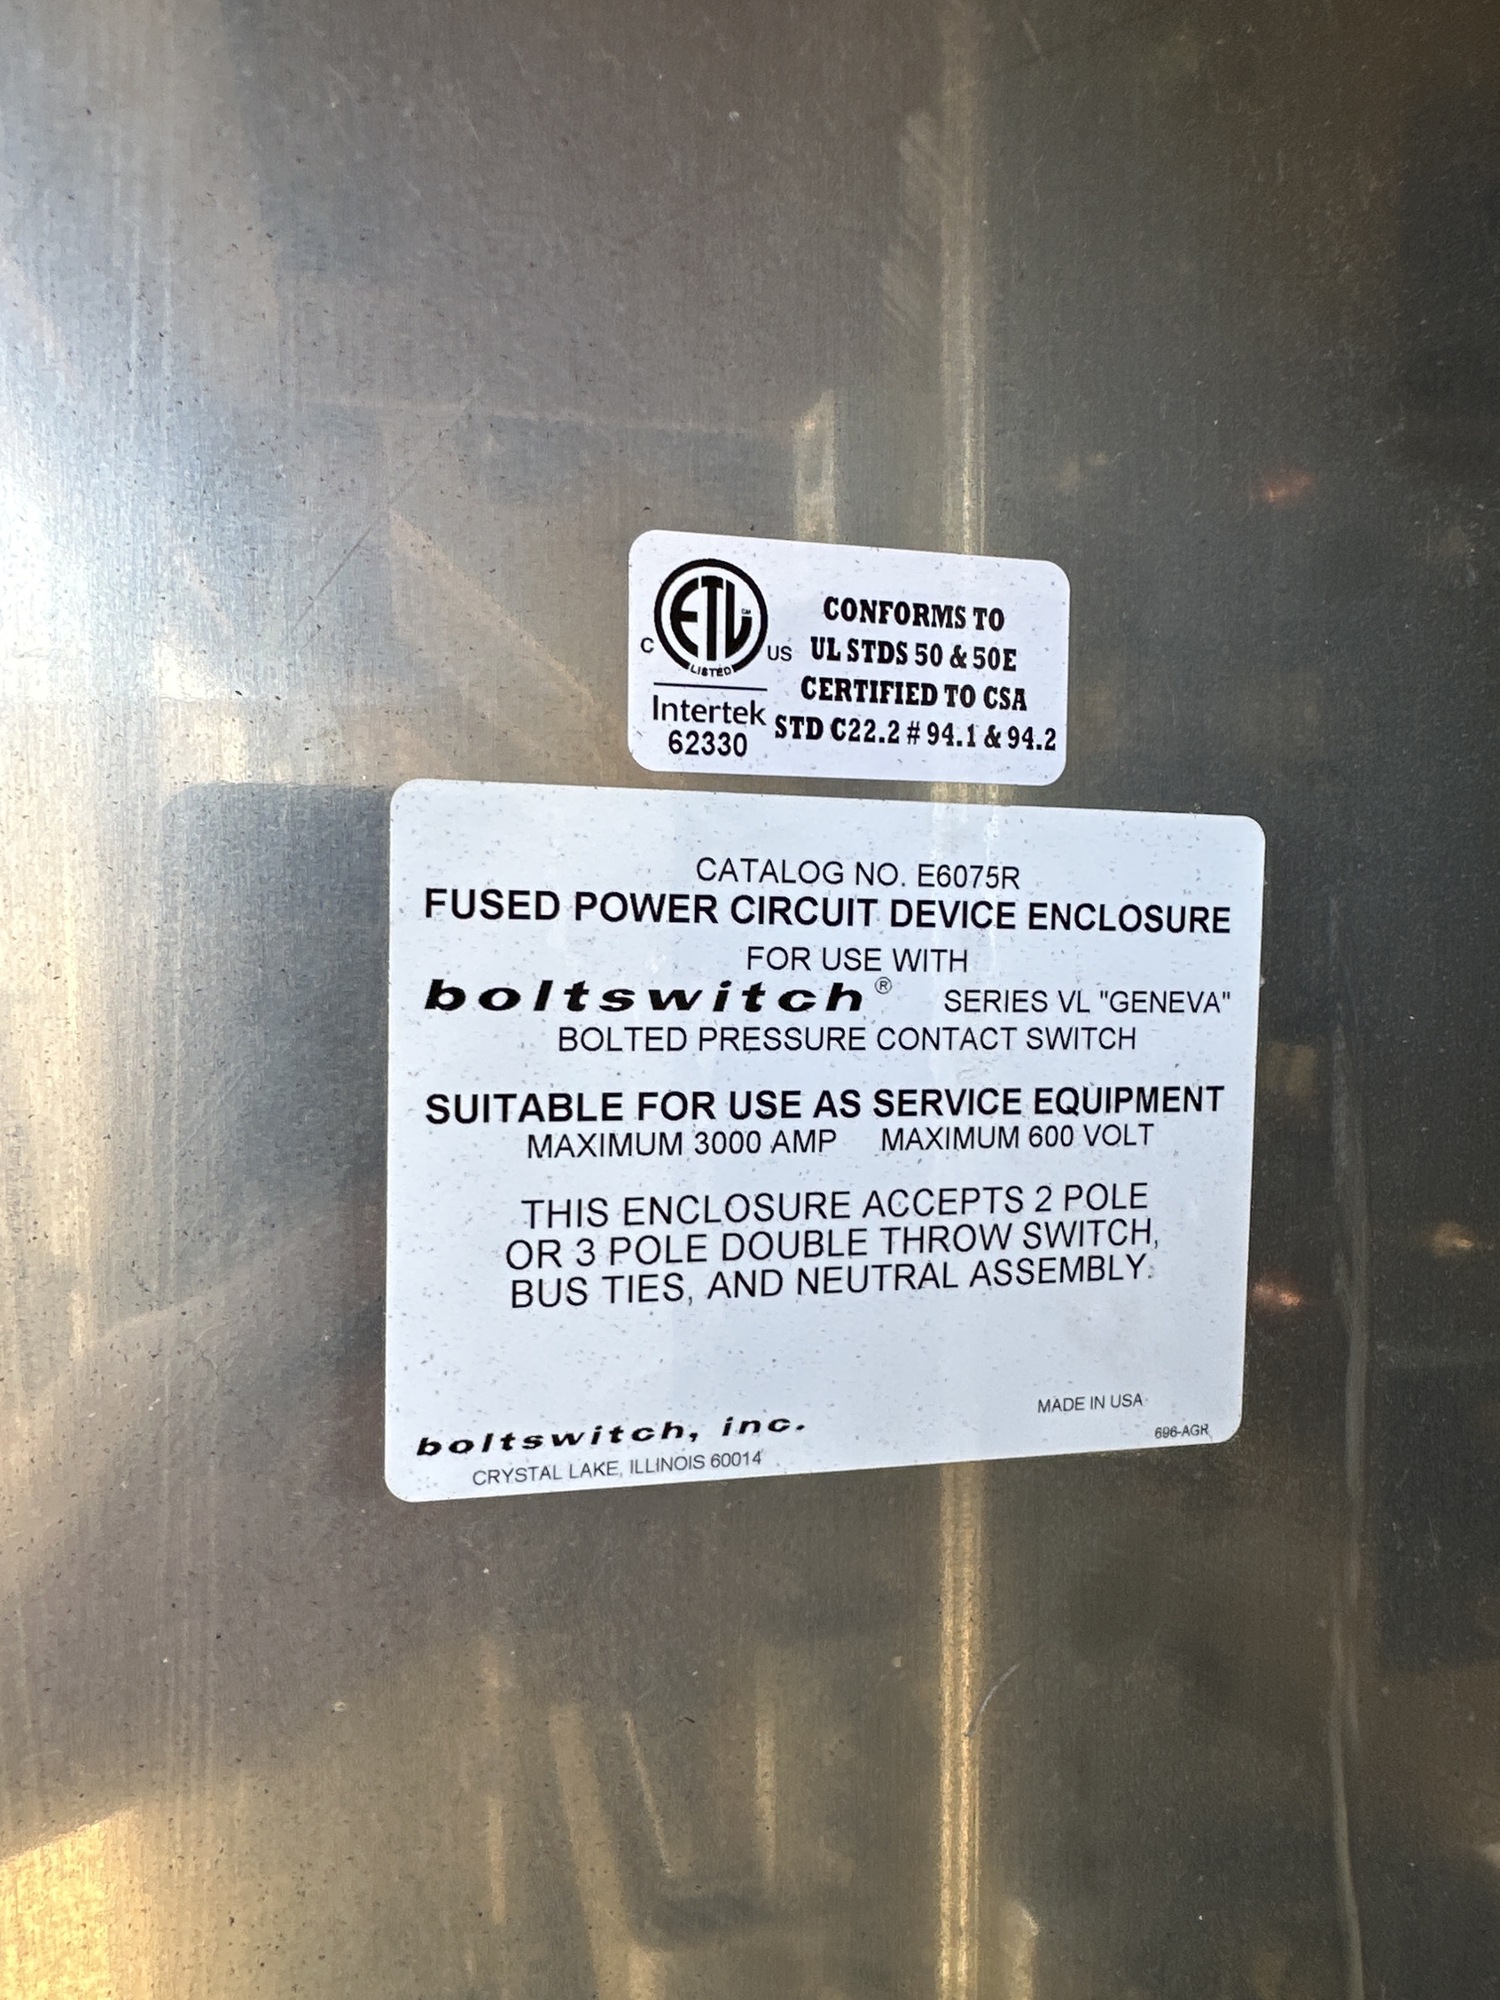 ETL CM
LISTED
C US
Intertek
62330
CONFORMS TO
UL STDS 50 & 50E
CERTIFIED TO CSA
STD C22.2 # 94.1 & 94.2
CATALOG NO. E6075R
FUSED POWER CIRCUIT DEVICE ENCLOSURE
FOR USE WITH
boltswitch® SERIES VL "GENEVA"
BOLTED PRESSURE CONTACT SWITCH
SUITABLE FOR USE AS SERVICE EQUIPMENT
MAXIMUM 3000 AMP MAXIMUM 600 VOLT
THIS ENCLOSURE ACCEPTS 2 POLE
OR 3 POLE DOUBLE THROW SWITCH,
BUS TIES, AND NEUTRAL ASSEMBLY.
MADE IN USA
boltswitch, inc.
696-AGR
CRYSTAL LAKE, ILLINOIS 60014